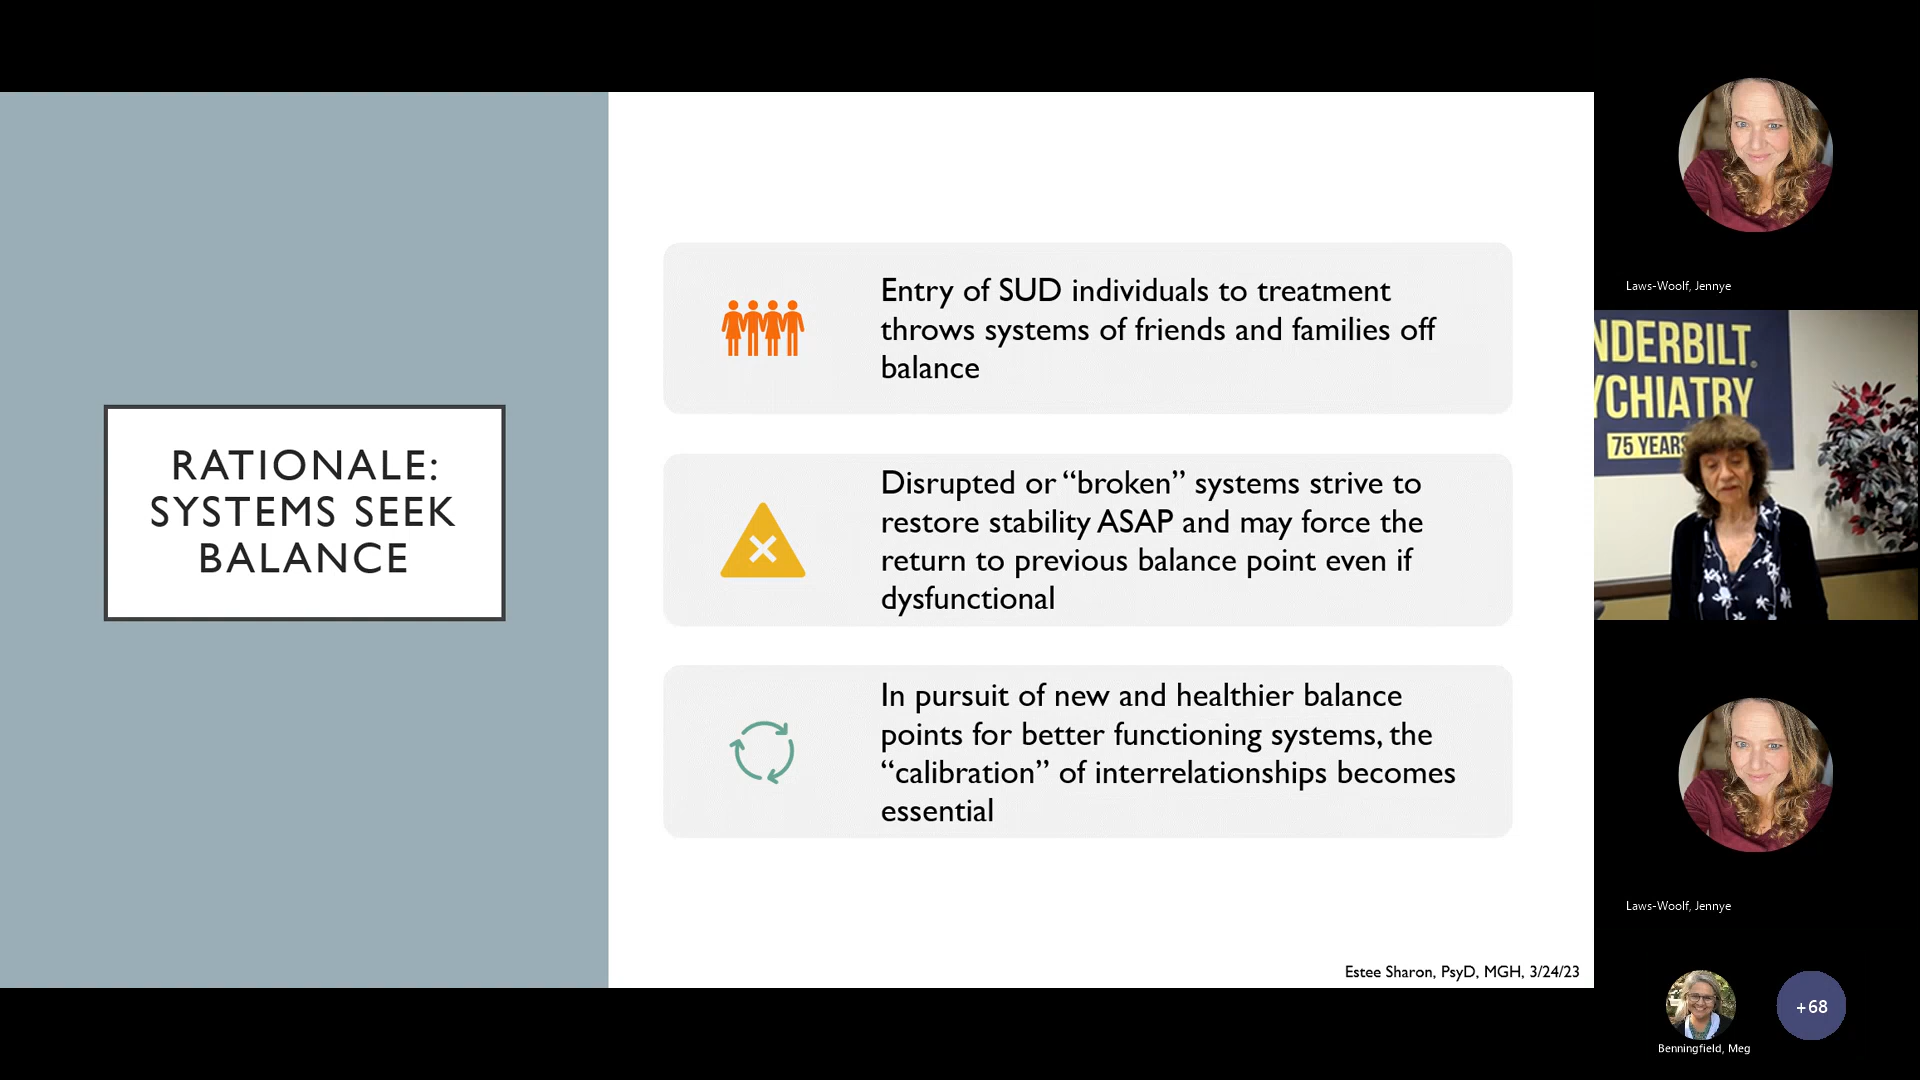 RATIONALE:
SYSTEMS SEEK
BALANCE
Entry of SUD individuals to treatment
throws systems of friends and families off
balance
Disrupted or “broken” systems strive to
restore stability ASAP and may force the
return to previous balance point even if
dysfunctional
In pursuit of new and healthier balance
points for better functioning systems, the
“calibration” of interrelationships becomes
essential
Estee Sharon, PsyD, MGH, 3/24/23
Laws-Woolf, Jennye
NDERBILT®
YCHIATRY
75 YEARS
Laws-Woolf, Jennye
+68
Benningfield, Meg